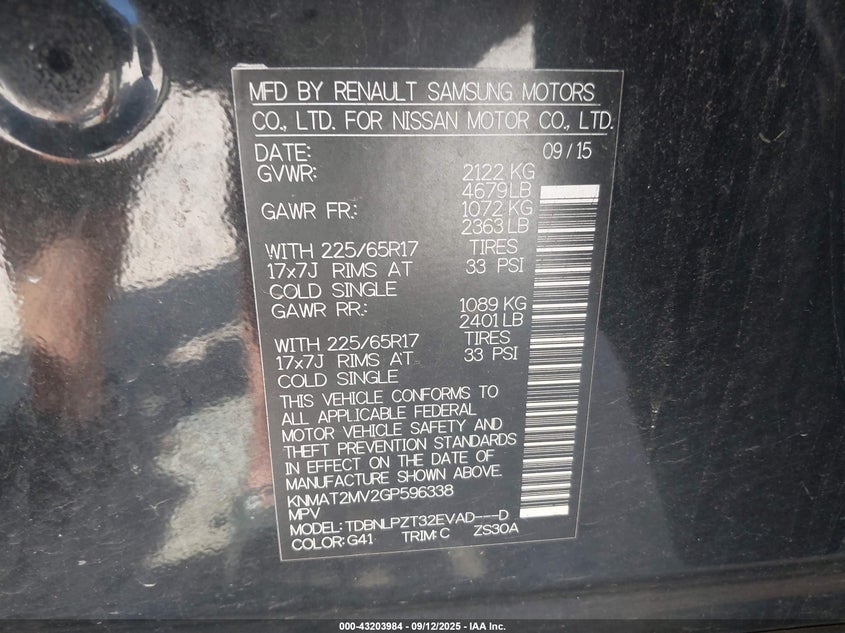 MFD BY RENAULT SAMSUNG MOTORS
CO., LTD. FOR NISSAN MOTOR CO., LTD.
DATE: 09/15
GVWR: 2122 KG
4679 LB
GAWR FR.: 1072 KG
2363 LB
WITH 225/65R17 TIRES
17x7J RIMS AT 33 PSI
COLD SINGLE
GAWR RR.: 1089 KG
2401 LB
WITH 225/65R17 TIRES
17x7J RIMS AT 33 PSI
COLD SINGLE
THIS VEHICLE CONFORMS TO
ALL APPLICABLE FEDERAL
MOTOR VEHICLE SAFETY AND
THEFT PREVENTION STANDARDS
IN EFFECT ON THE DATE OF
MANUFACTURE SHOWN ABOVE.
KNMAT2MV2GP596338
MPV
MODEL: TDBNLPZT32EVAD---D
COLOR: G41 TRIM: C ZS30A
000-43203984 - 09/12/2025 - IAA Inc.